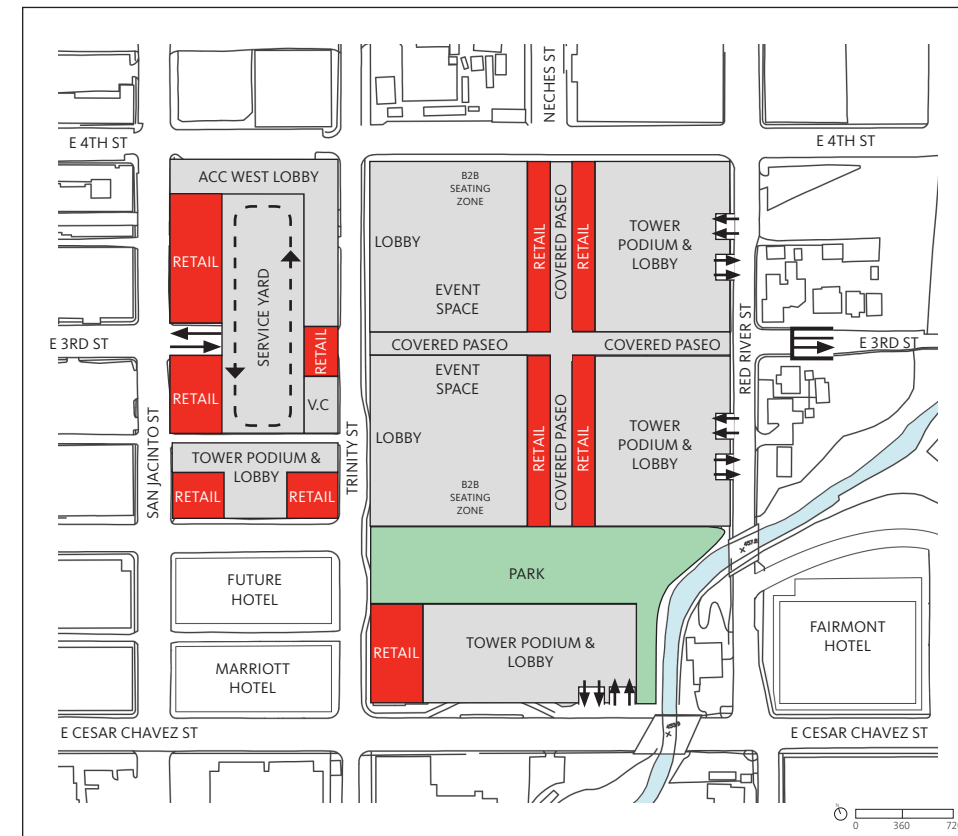 NECHES ST
E 4TH ST
E 4TH ST
ACC WEST LOBBY
RETAIL
SERVICE YARD
RETAIL
RETAIL
V.C
E 3RD ST
SAN JACINTO ST
TRINITY ST
TOWER PODIUM &
LOBBY
RETAIL
RETAIL
B2B
SEATING
ZONE
LOBBY
EVENT
SPACE
RETAIL
COVERED PASEO
RETAIL
TOWER
PODIUM &
LOBBY
COVERED PASEO
COVERED PASEO
RED RIVER ST
E 3RD ST
EVENT
SPACE
LOBBY
B2B
SEATING
ZONE
RETAIL
COVERED PASEO
RETAIL
TOWER
PODIUM &
LOBBY
PARK
FUTURE
HOTEL
MARRIOTT
HOTEL
RETAIL
TOWER PODIUM &
LOBBY
FAIRMONT
HOTEL
E CESAR CHAVEZ ST
E CESAR CHAVEZ ST
N
0 360 720